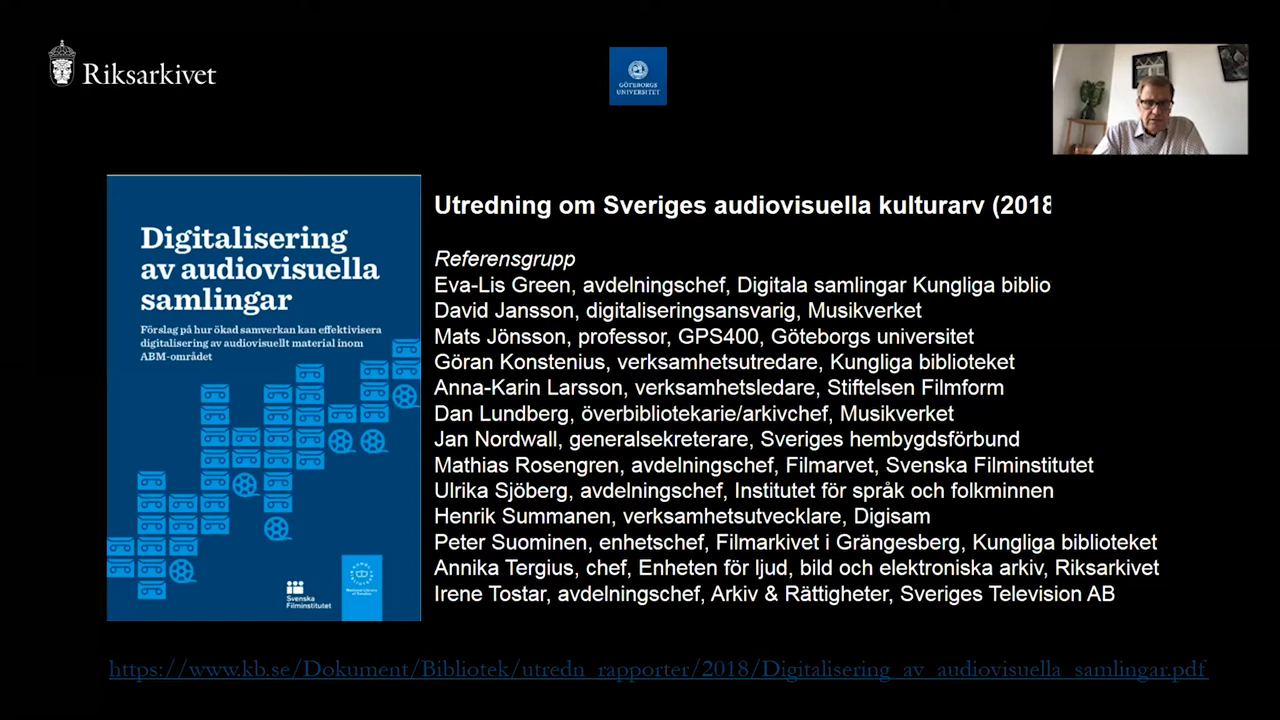 Riksarkivet
GÖTEBORGS
UNIVERSITET
Digitalisering
av audiovisuella
samlingar
Förslag på hur ökad samverkan kan effektivisera
digitalisering av audiovisuellt material inom
ABM-området
Svenska
Filminstitutet
National Library
of Sweden
Utredning om Sveriges audiovisuella kulturarv (2018
Referensgrupp
Eva-Lis Green, avdelningschef, Digitala samlingar Kungliga biblio
David Jansson, digitaliseringsansvarig, Musikverket
Mats Jönsson, professor, GPS400, Göteborgs universitet
Göran Konstenius, verksamhetsutredare, Kungliga biblioteket
Anna-Karin Larsson, verksamhetsledare, Stiftelsen Filmform
Dan Lundberg, överbibliotekarie/arkivchef, Musikverket
Jan Nordwall, generalsekreterare, Sveriges hembygdsförbund
Mathias Rosengren, avdelningschef, Filmarvet, Svenska Filminstitutet
Ulrika Sjöberg, avdelningschef, Institutet för språk och folkminnen
Henrik Summanen, verksamhetsutvecklare, Digisam
Peter Suominen, enhetschef, Filmarkivet i Grängesberg, Kungliga biblioteket
Annika Tergius, chef, Enheten för ljud, bild och elektroniska arkiv, Riksarkivet
Irene Tostar, avdelningschef, Arkiv & Rättigheter, Sveriges Television AB
https://www.kb.se/Dokument/Bibliotek/utredn_rapporter/2018/Digitalisering_av_audiovisuella_samlingar.pdf